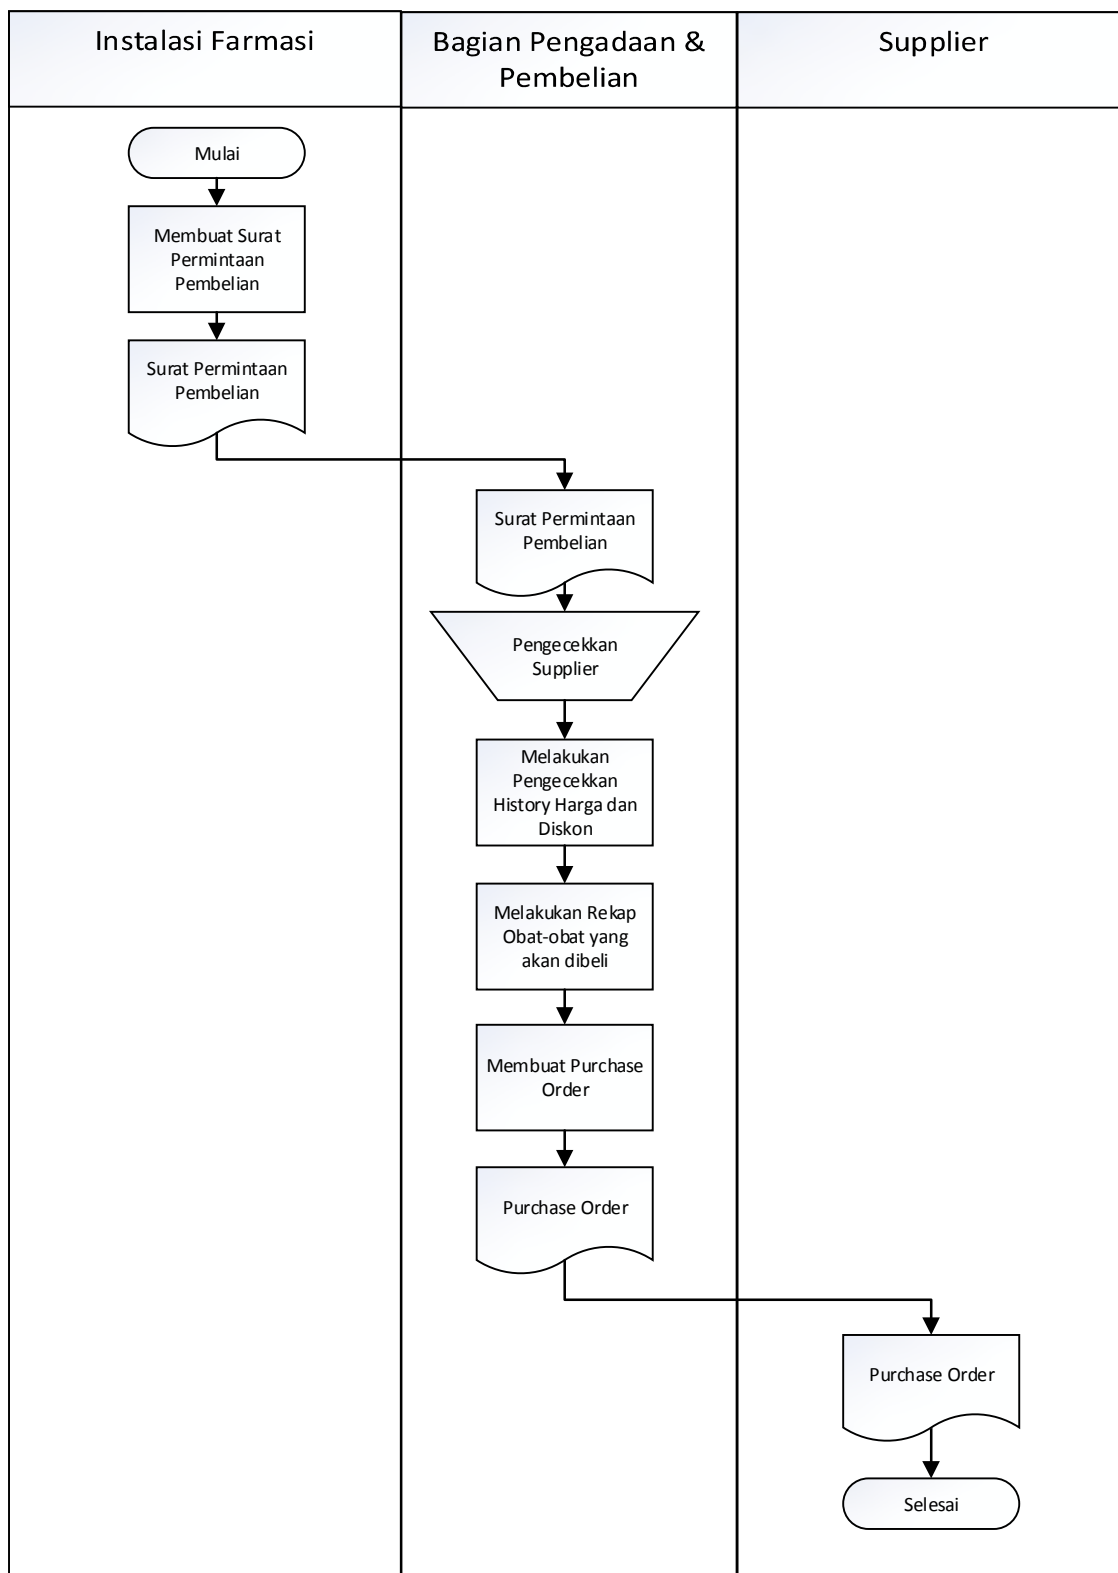 Instalasi Farmasi
Bagian Pengadaan &
Pembelian
Supplier
Mulai
Membuat Surat
Permintaan
Pembelian
Surat Permintaan
Pembelian
Surat Permintaan
Pembelian
Pengecekkan
Supplier
Melakukan
Pengecekkan
History Harga dan
Diskon
Melakukan Rekap
Obat-obat yang
akan dibeli
Membuat Purchase
Order
Purchase Order
Purchase Order
Selesai